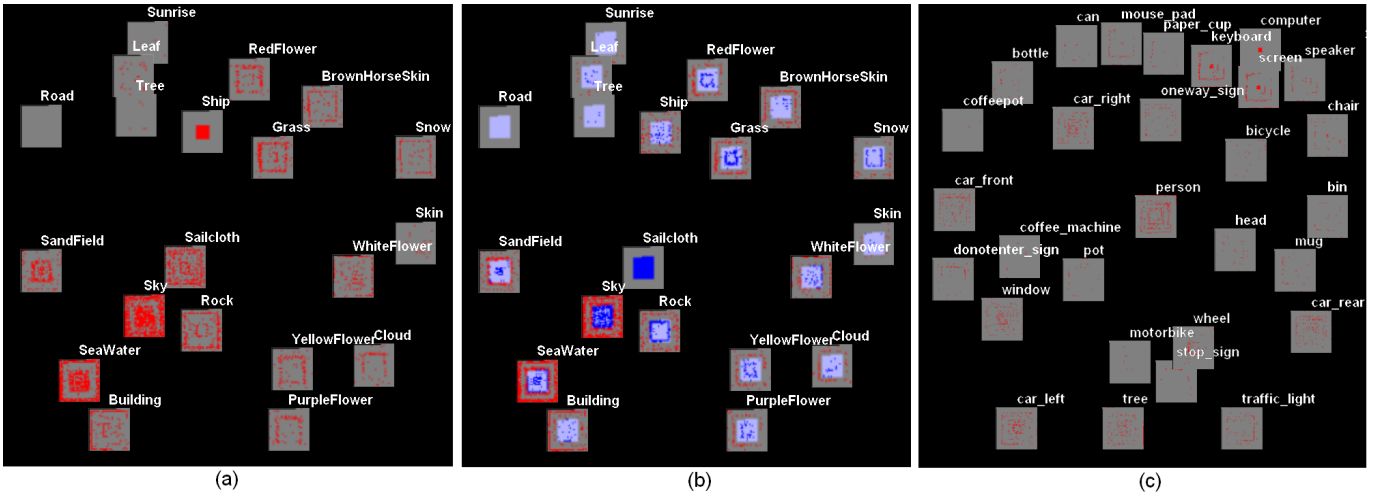 Sunrise
Leaf
RedFlower
Tree
BrownHorseSkin
Road
Ship
Grass
Snow
Skin
SandField
Sailcloth
WhiteFlower
Sky
Rock
YellowFlower
Cloud
SeaWater
Building
PurpleFlower
(a)
Sunrise
Leaf
RedFlower
Tree
BrownHorseSkin
Road
Ship
Grass
Snow
Skin
SandField
Sailcloth
WhiteFlower
Sky
Rock
YellowFlower
Cloud
SeaWater
Building
PurpleFlower
(b)
can
mouse_pad
paper_cup
computer
keyboard
bottle
screen
speaker
coffeepot
car_right
oneway_sign
chair
bicycle
car_front
person
bin
coffee_machine
head
donotenter_sign
pot
mug
window
car_rear
wheel
motorbike
stop_sign
car_left
tree
traffic_light
(c)